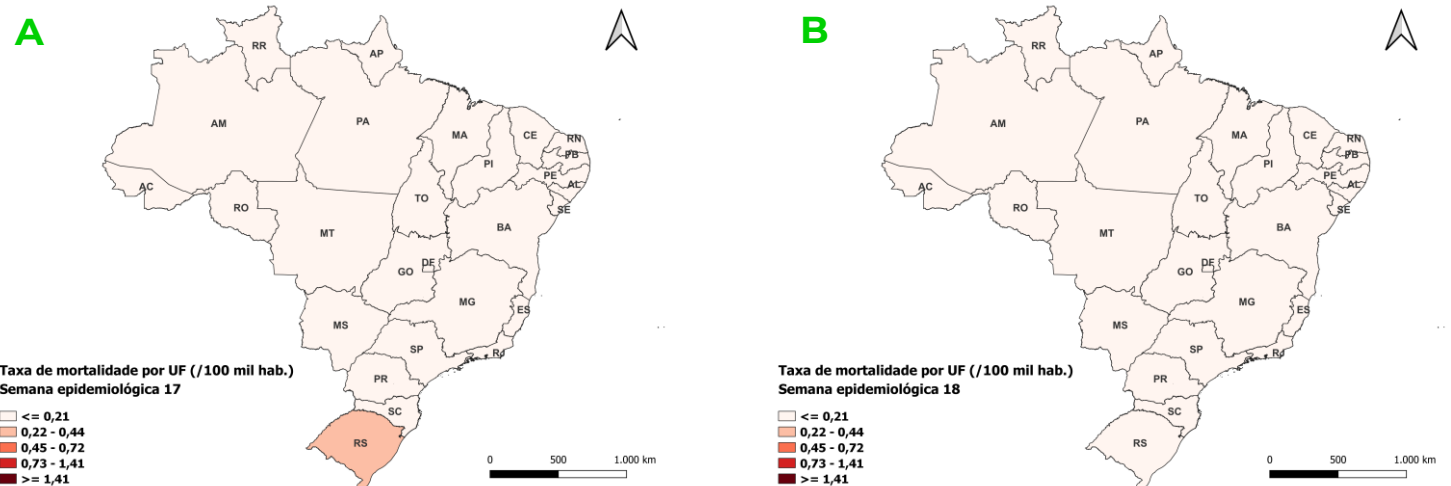 A
RR
AP
AM
PA
MA
CE
RN
PB
PI
PE
AL
AC
SE
TO
RO
BA
MT
DF
GO
MG
ES
MS
SP
RJ
PR
SC
RS
Taxa de mortalidade por UF (/100 mil hab.)
Semana epidemiológica 17
<= 0,21
0,22 - 0,44
0,45 - 0,72
0,73 - 1,41
>= 1,41
0 500 1.000 km
B
RR
AP
AM
PA
MA
CE
RN
PB
PI
PE
AL
AC
SE
TO
RO
BA
MT
DF
GO
MG
ES
MS
SP
RJ
PR
SC
RS
Taxa de mortalidade por UF (/100 mil hab.)
Semana epidemiológica 18
<= 0,21
0,22 - 0,44
0,45 - 0,72
0,73 - 1,41
>= 1,41
0 500 1.000 km